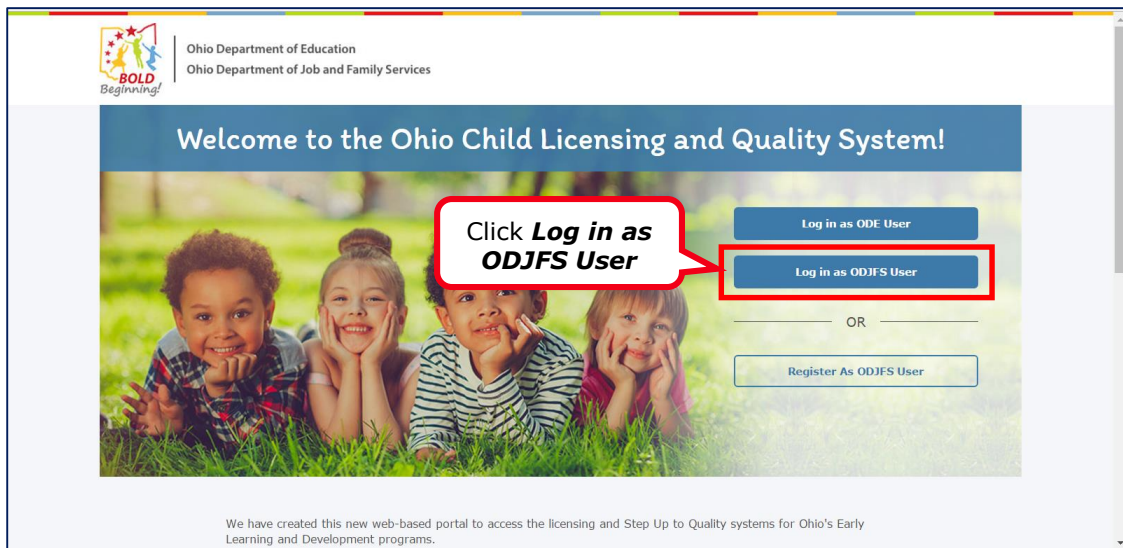 BOLD
Beginning!
Ohio Department of Education
Ohio Department of Job and Family Services
Welcome to the Ohio Child Licensing and Quality System!
Click Log in as
ODJFS User
Log in as ODE User
Log in as ODJFS User
OR
Register As ODJFS User
We have created this new web-based portal to access the licensing and Step Up to Quality systems for Ohio's Early
Learning and Development programs.